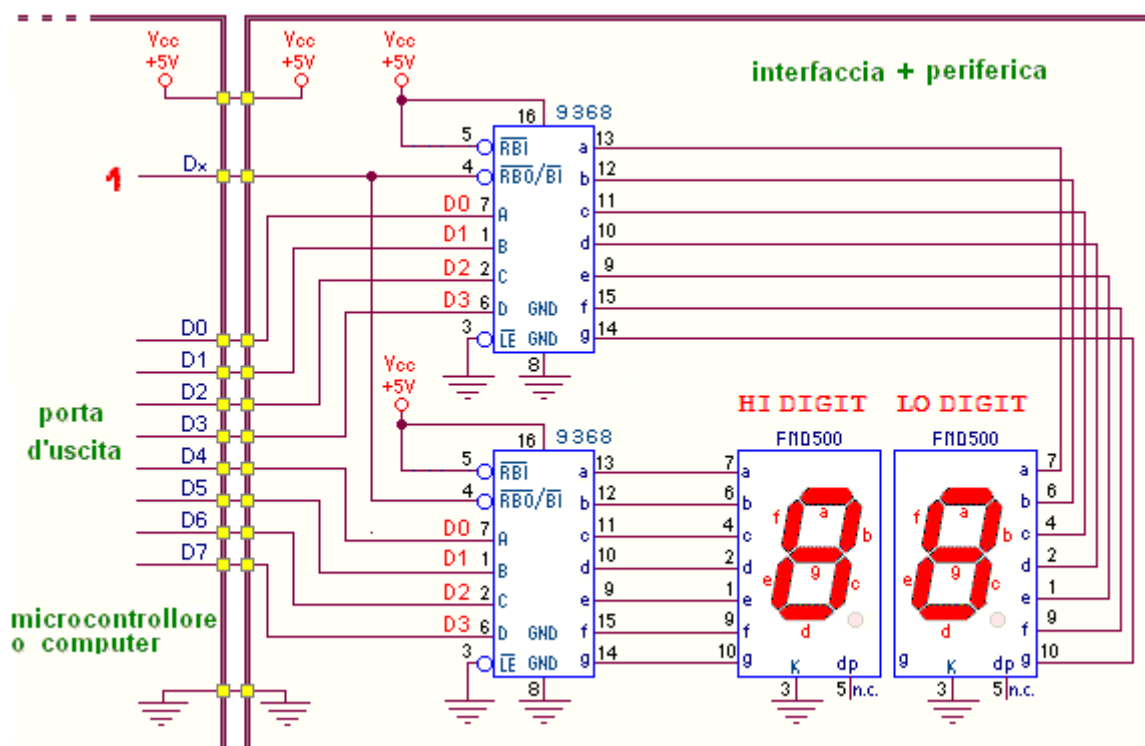 Vcc
+5V
Vcc
+5V
Vcc
+5V
interfaccia + periferica
16
9368
5
RBI
a
13
1
Dx
4
RBO/BI
b
12
D0
7
A
c
11
D1
1
B
d
10
D2
2
C
e
9
D3
6
D
GND
f
15
3
LE
GND
g
14
8
D0
D1
D2
D3
D4
D5
D6
D7
porta
d'uscita
microcontrollore
o computer
Vcc
+5V
16
9368
5
RBI
a
13
4
RBO/BI
b
12
D0
7
A
c
11
D1
1
B
d
10
D2
2
C
e
9
D3
6
D
GND
f
15
3
LE
GND
g
14
8
HI DIGIT
FND500
7
a
6
b
4
c
2
d
1
e
9
f
10
g
a
f
b
g
e
c
d
K
dp
3
5
n.c.
LO DIGIT
FND500
a
7
b
6
c
4
d
2
e
1
f
9
g
10
a
f
b
g
e
c
d
g
K
dp
3
5
n.c.